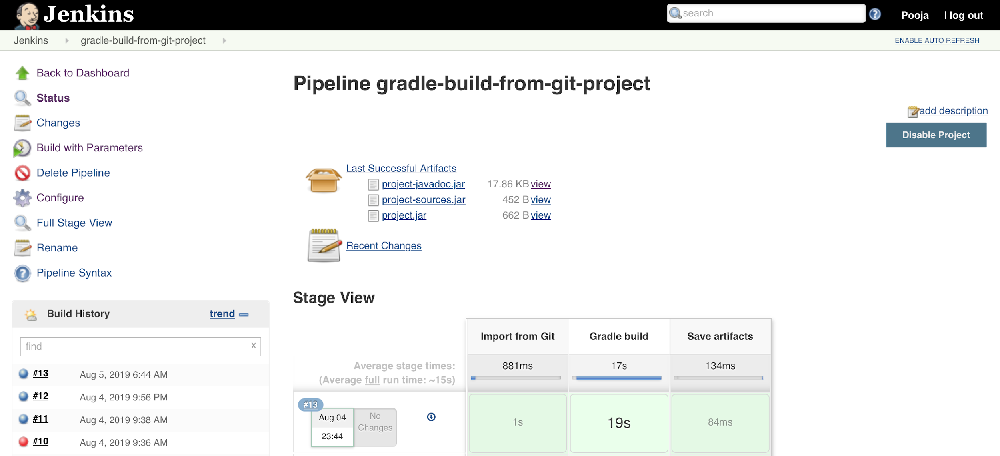 Jenkins
search
?
Pooja
| log out
Jenkins
gradle-build-from-git-project
ENABLE AUTO REFRESH
Back to Dashboard
Status
Changes
Build with Parameters
Delete Pipeline
Configure
Full Stage View
Rename
? Pipeline Syntax
Pipeline gradle-build-from-git-project
add description
Disable Project
Last Successful Artifacts
project-javadoc.jar 17.86 KB view
project-sources.jar 452 B view
project.jar 662 B view
Recent Changes
Build History trend
find x
#13 Aug 5, 2019 6:44 AM
#12 Aug 4, 2019 9:56 PM
#11 Aug 4, 2019 9:38 AM
#10 Aug 4, 2019 9:36 AM
Stage View
Import from Git Gradle build Save artifacts
Average stage times: 881ms 17s 134ms
(Average full run time: ~15s)
#13
Aug 04
23:44
No
Changes
1s 19s 84ms